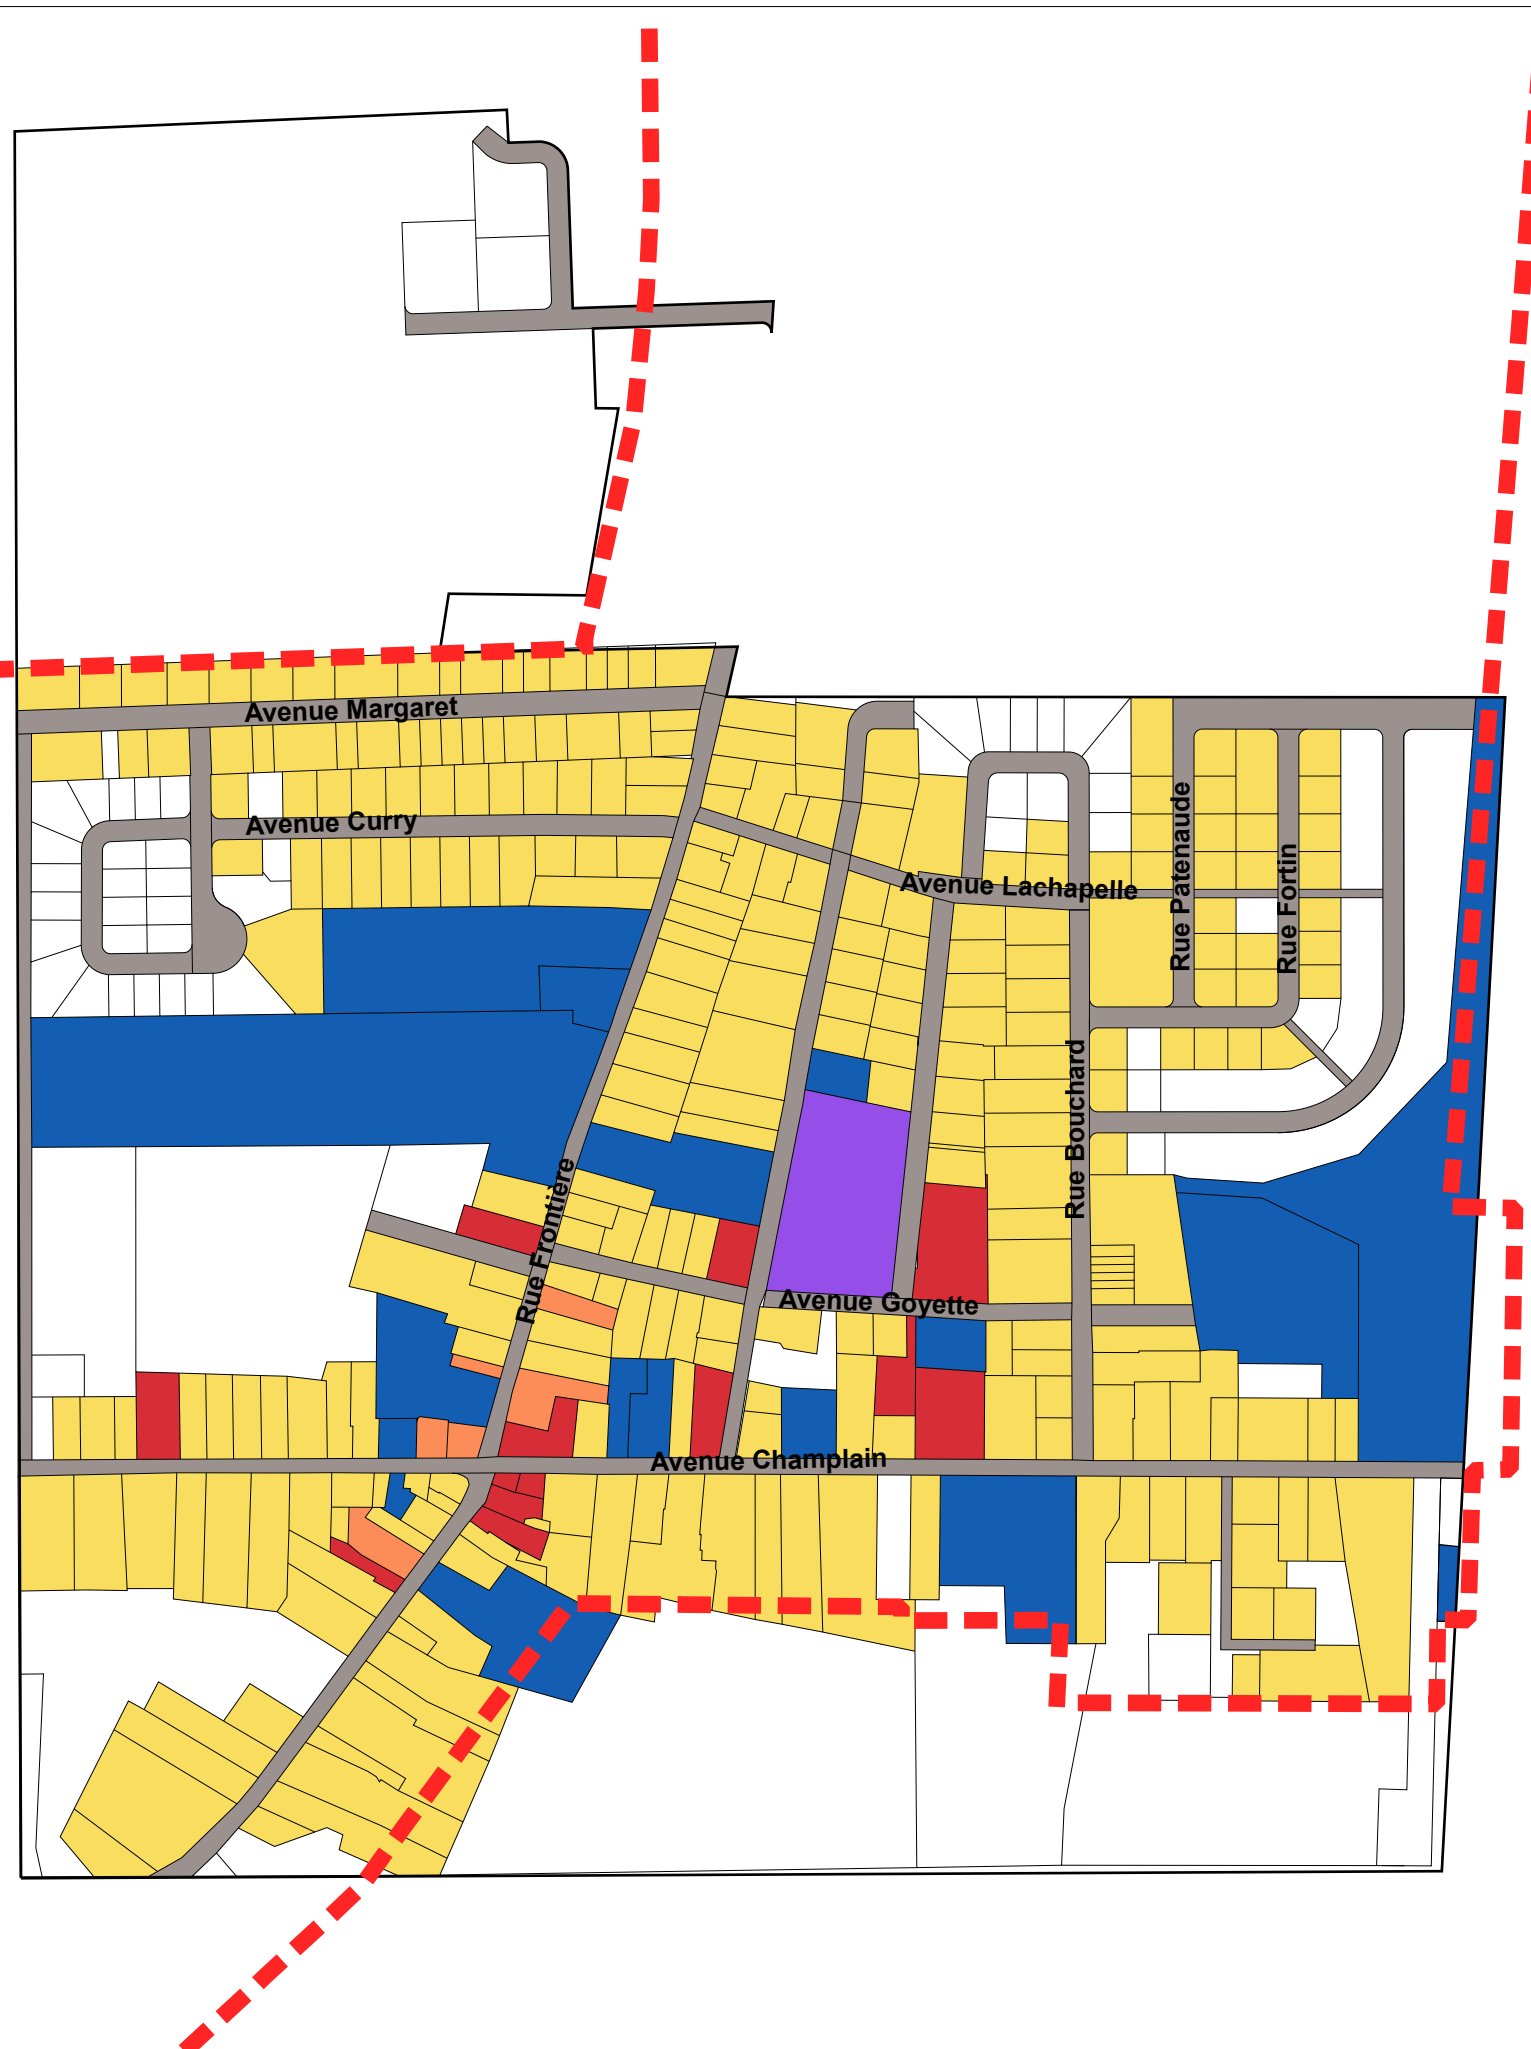 Avenue Margaret
Avenue Curry
Rue Patenaude
Rue Fortin
Avenue Lachapelle
Rue Bouchard
Rue Frontière
Avenue Goyette
Avenue Champlain